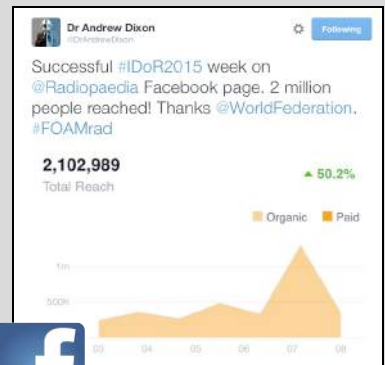 Dr Andrew Dixon
@DrAndrewDixon
Following
Successful #IDoR2015 week on
@Radiopaedia Facebook page. 2 million
people reached! Thanks @WorldFederation.
#FOAMrad
2,102,989
▲ 50.2%
Total Reach
Organic Paid
1m
500K
03 04 05 06 07 08
f